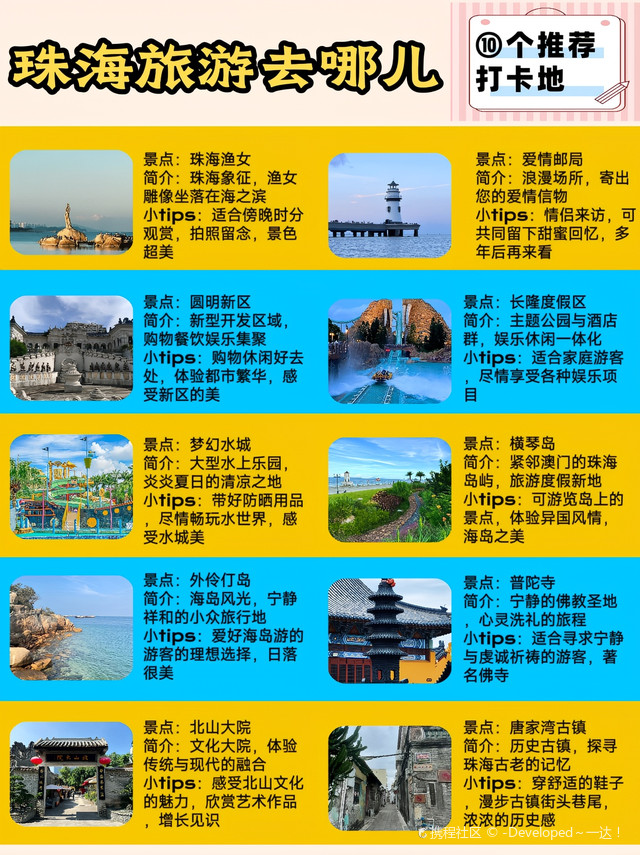 珠海旅游去哪儿
⑩个推荐
打卡地
景点：珠海渔女
简介：珠海象征，渔女
雕像坐落在海之滨
小tips：适合傍晚时分
观赏，拍照留念，景色
超美
景点：爱情邮局
简介：浪漫场所，寄出
您的爱情信物
小tips：情侣来访，可
共同留下甜蜜回忆，多
年后再来看
景点：圆明新区
简介：新型开发区域，
购物餐饮娱乐集聚
小tips：购物休闲好去
处，体验都市繁华，感
受新区的美
景点：长隆度假区
简介：主题公园与酒店
群，娱乐休闲一体化
小tips：适合家庭游客
，尽情享受各种娱乐项
目
景点：梦幻水城
简介：大型水上乐园，
炎炎夏日的清凉之地
小tips：带好防晒用品
，尽情畅玩水世界，感
受水城美
景点：横琴岛
简介：紧邻澳门的珠海
岛屿，旅游度假新地
小tips：可游览岛上的
景点，体验异国风情，
海岛之美
景点：外伶仃岛
简介：海岛风光，宁静
祥和的小众旅行地
小tips：爱好海岛游的
游客的理想选择，日落
很美
景点：普陀寺
简介：宁静的佛教圣地
，心灵洗礼的旅程
小tips：适合寻求宁静
与虔诚祈祷的游客，著
名佛寺
景点：北山大院
简介：文化大院，体验
传统与现代的融合
小tips：感受北山文化
的魅力，欣赏艺术作品
，增长见识
景点：唐家湾古镇
简介：历史古镇，探寻
珠海古老的记忆
小tips：穿舒适的鞋子
，漫步古镇街头巷尾，
浓浓的历史感
携程社区 © -Developed～一达！